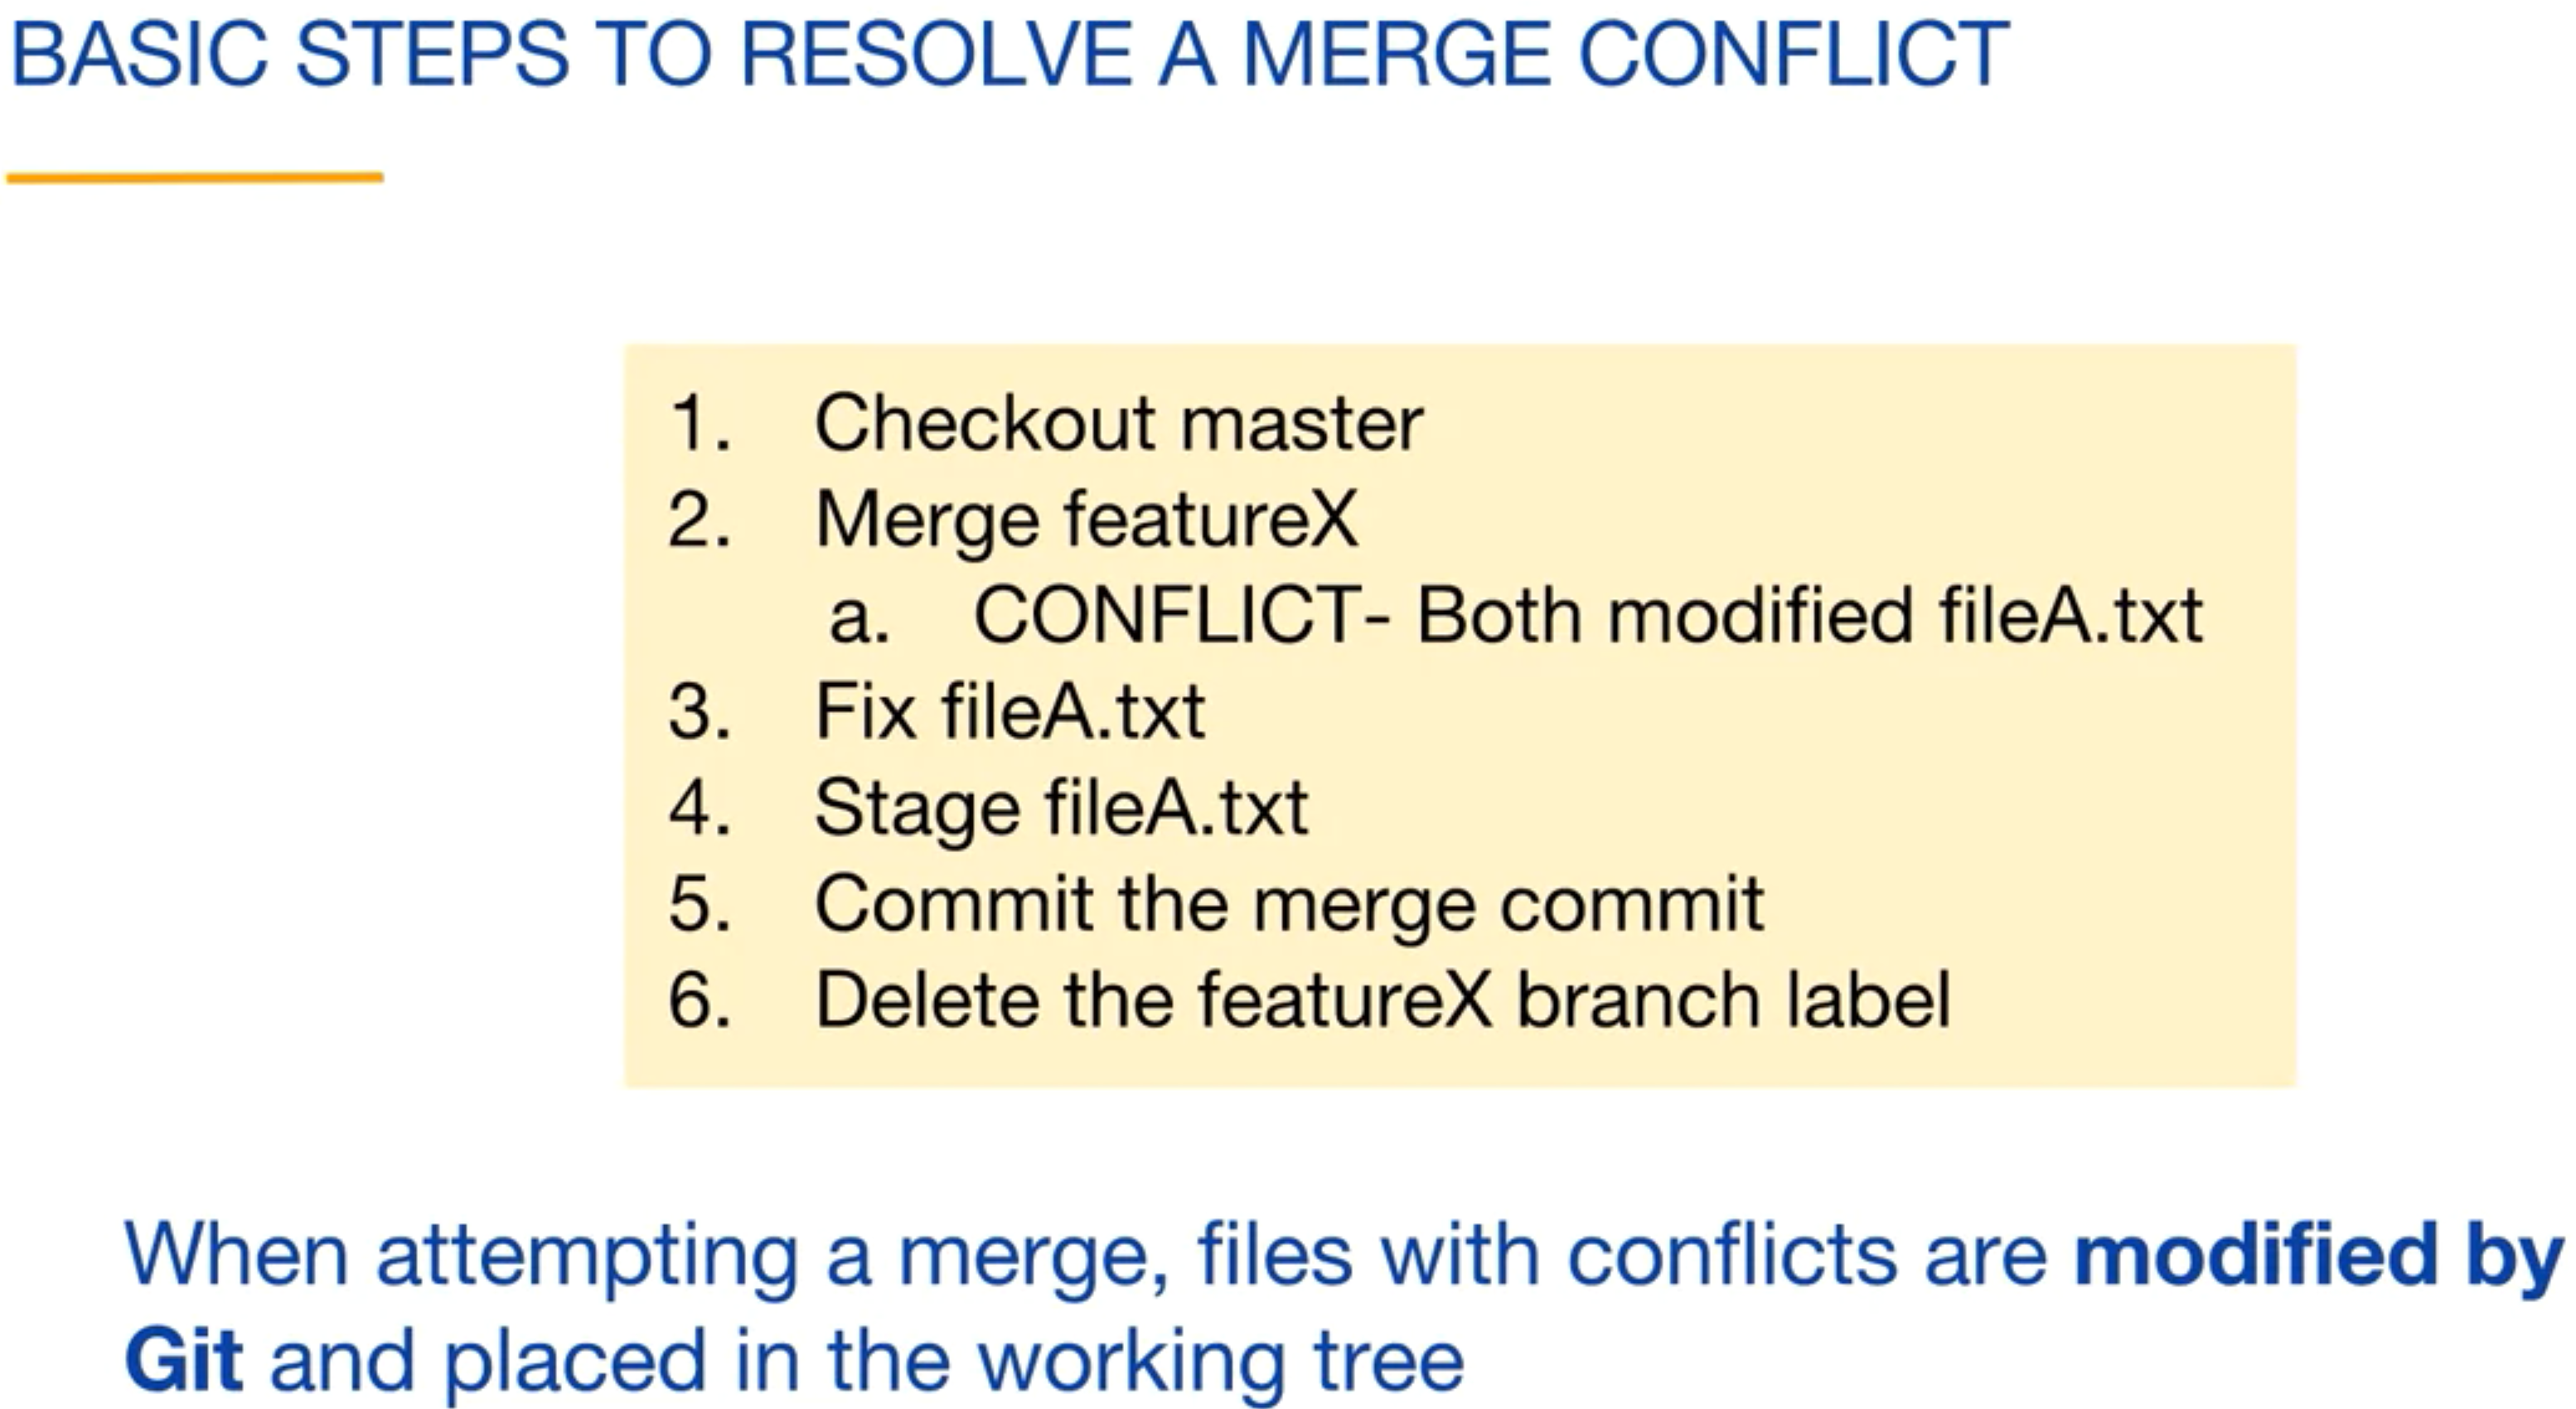 BASIC STEPS TO RESOLVE A MERGE CONFLICT
1. Checkout master
2. Merge featureX
a. CONFLICT- Both modified fileA.txt
3. Fix fileA.txt
4. Stage fileA.txt
5. Commit the merge commit
6. Delete the featureX branch label
When attempting a merge, files with conflicts are modified by
Git and placed in the working tree